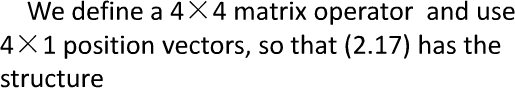 We define a 4×4 matrix operator and use
4×1 position vectors, so that (2.17) has the
structure